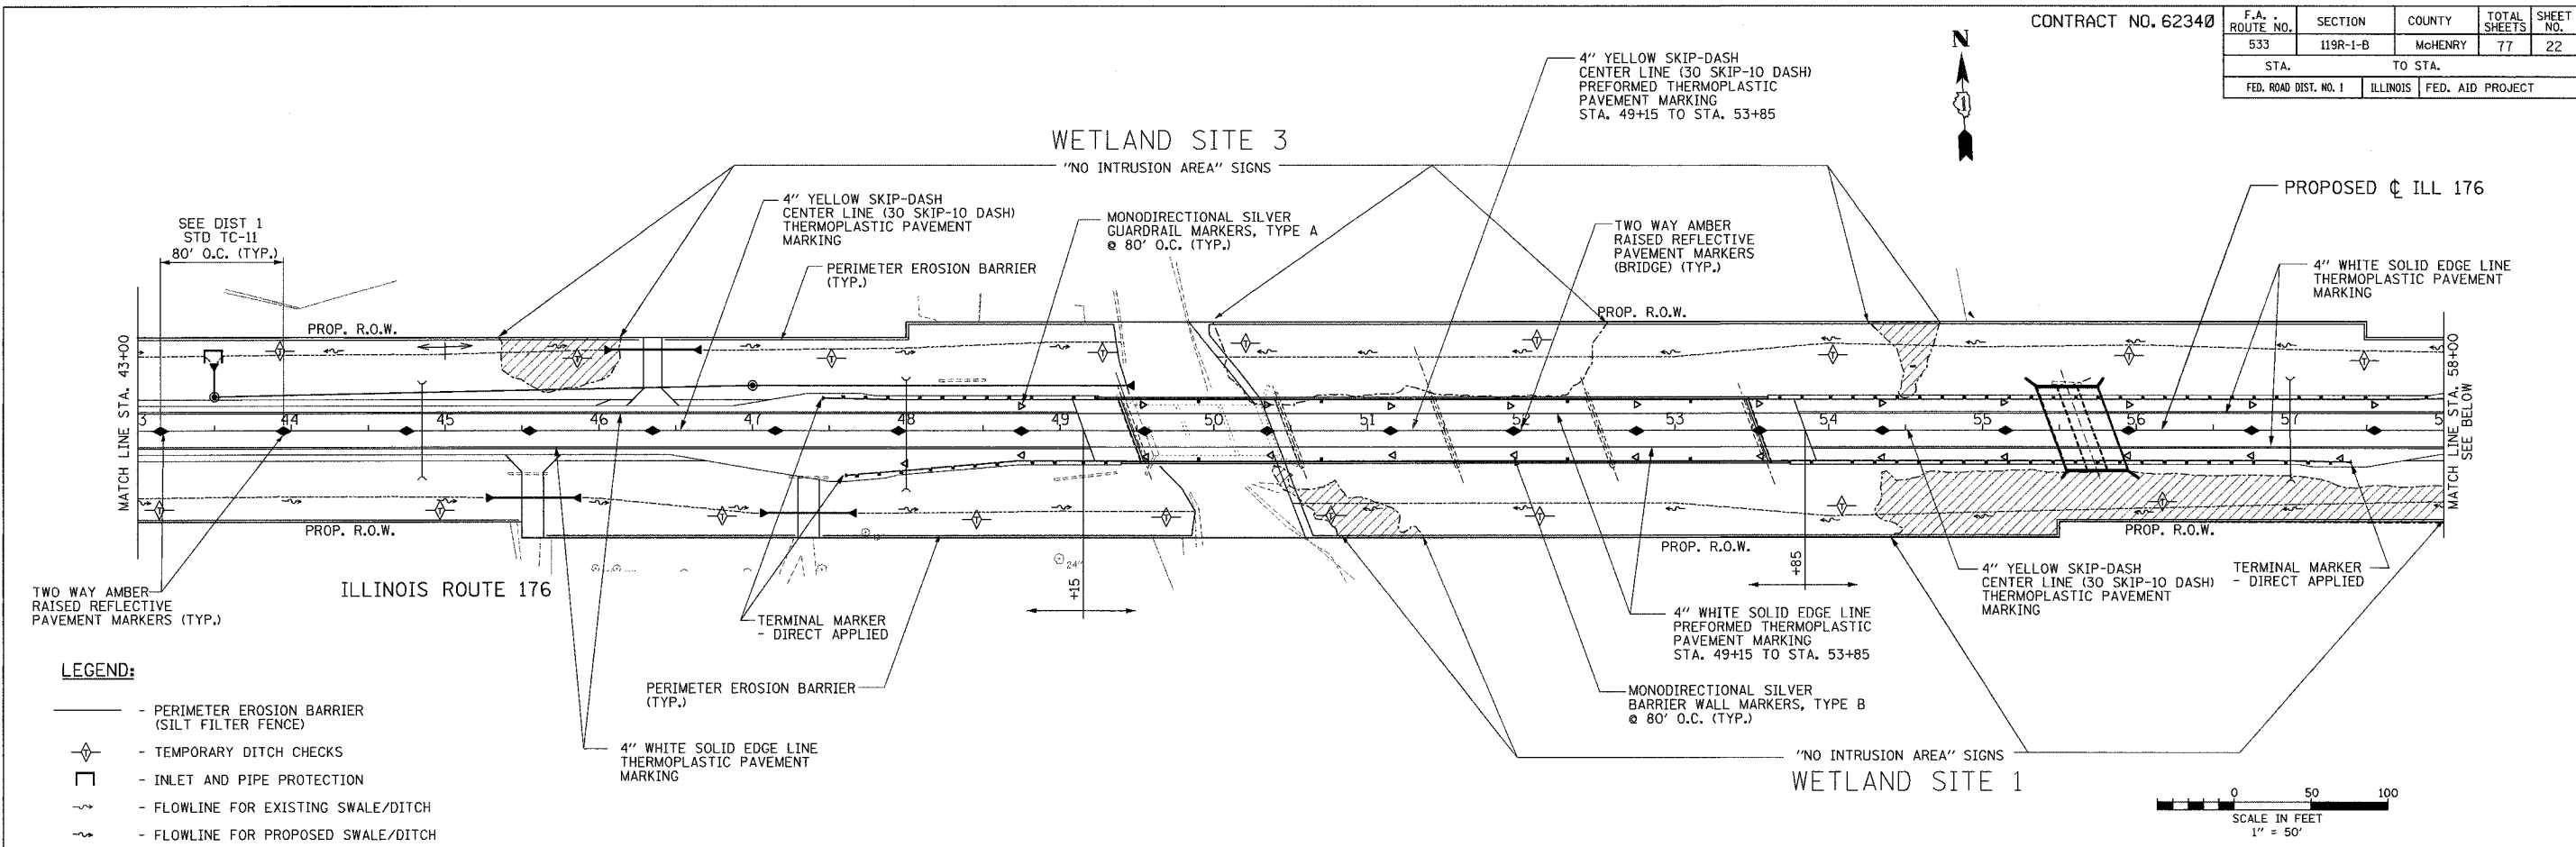 CONTRACT NO. 62340
F.A. . ROUTE NO.
SECTION
COUNTY
TOTAL SHEETS
SHEET NO.
533
119R-1-B
McHENRY
77
22
STA.
TO STA.
FED. ROAD DIST. NO. 1
ILLINOIS
FED. AID PROJECT
N
4" YELLOW SKIP-DASH
CENTER LINE (30 SKIP-10 DASH)
PREFORMED THERMOPLASTIC
PAVEMENT MARKING
STA. 49+15 TO STA. 53+85
WETLAND SITE 3
"NO INTRUSION AREA" SIGNS
PROPOSED ℄ ILL 176
SEE DIST 1
STD TC-11
80' O.C. (TYP.)
4" YELLOW SKIP-DASH
CENTER LINE (30 SKIP-10 DASH)
THERMOPLASTIC PAVEMENT
MARKING
MONODIRECTIONAL SILVER
GUARDRAIL MARKERS, TYPE A
@ 80' O.C. (TYP.)
TWO WAY AMBER
RAISED REFLECTIVE
PAVEMENT MARKERS
(BRIDGE) (TYP.)
PERIMETER EROSION BARRIER
(TYP.)
4" WHITE SOLID EDGE LINE
THERMOPLASTIC PAVEMENT
MARKING
PROP. R.O.W.
PROP. R.O.W.
MATCH LINE STA. 43+00
3 44 45 46 47 48 49 50 51 52 53 54 55 56 57 5
MATCH LINE STA. 58+00
SEE BELOW
PROP. R.O.W.
PROP. R.O.W.
PROP. R.O.W.
24"
+15
+85
ILLINOIS ROUTE 176
TWO WAY AMBER
RAISED REFLECTIVE
PAVEMENT MARKERS (TYP.)
TERMINAL MARKER
- DIRECT APPLIED
4" WHITE SOLID EDGE LINE
PREFORMED THERMOPLASTIC
PAVEMENT MARKING
STA. 49+15 TO STA. 53+85
4" YELLOW SKIP-DASH
CENTER LINE (30 SKIP-10 DASH)
THERMOPLASTIC PAVEMENT
MARKING
TERMINAL MARKER
- DIRECT APPLIED
PERIMETER EROSION BARRIER
(TYP.)
MONODIRECTIONAL SILVER
BARRIER WALL MARKERS, TYPE B
@ 80' O.C. (TYP.)
4" WHITE SOLID EDGE LINE
THERMOPLASTIC PAVEMENT
MARKING
"NO INTRUSION AREA" SIGNS
WETLAND SITE 1
LEGEND:
- PERIMETER EROSION BARRIER
(SILT FILTER FENCE)
T - TEMPORARY DITCH CHECKS
- INLET AND PIPE PROTECTION
- FLOWLINE FOR EXISTING SWALE/DITCH
- FLOWLINE FOR PROPOSED SWALE/DITCH
0 50 100
SCALE IN FEET
1" = 50'